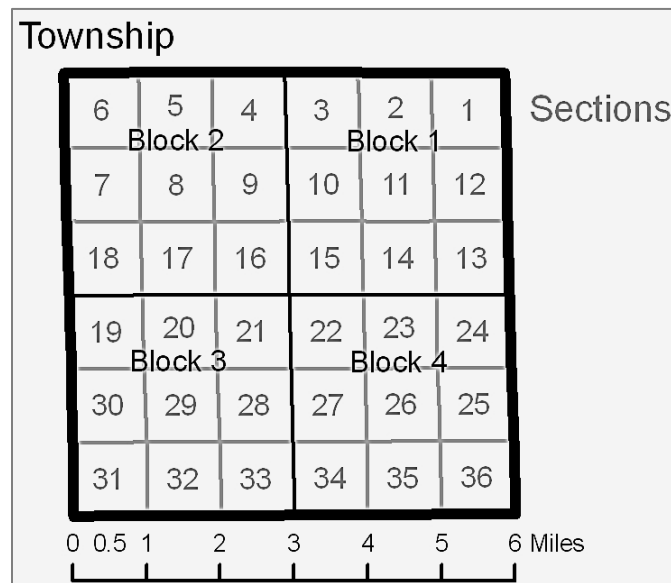 Township
6 5 4 3 2 1 Sections
Block 2 Block 1
7 8 9 10 11 12
18 17 16 15 14 13
19 20 21 22 23 24
Block 3 Block 4
30 29 28 27 26 25
31 32 33 34 35 36
0 0.5 1 2 3 4 5 6 Miles